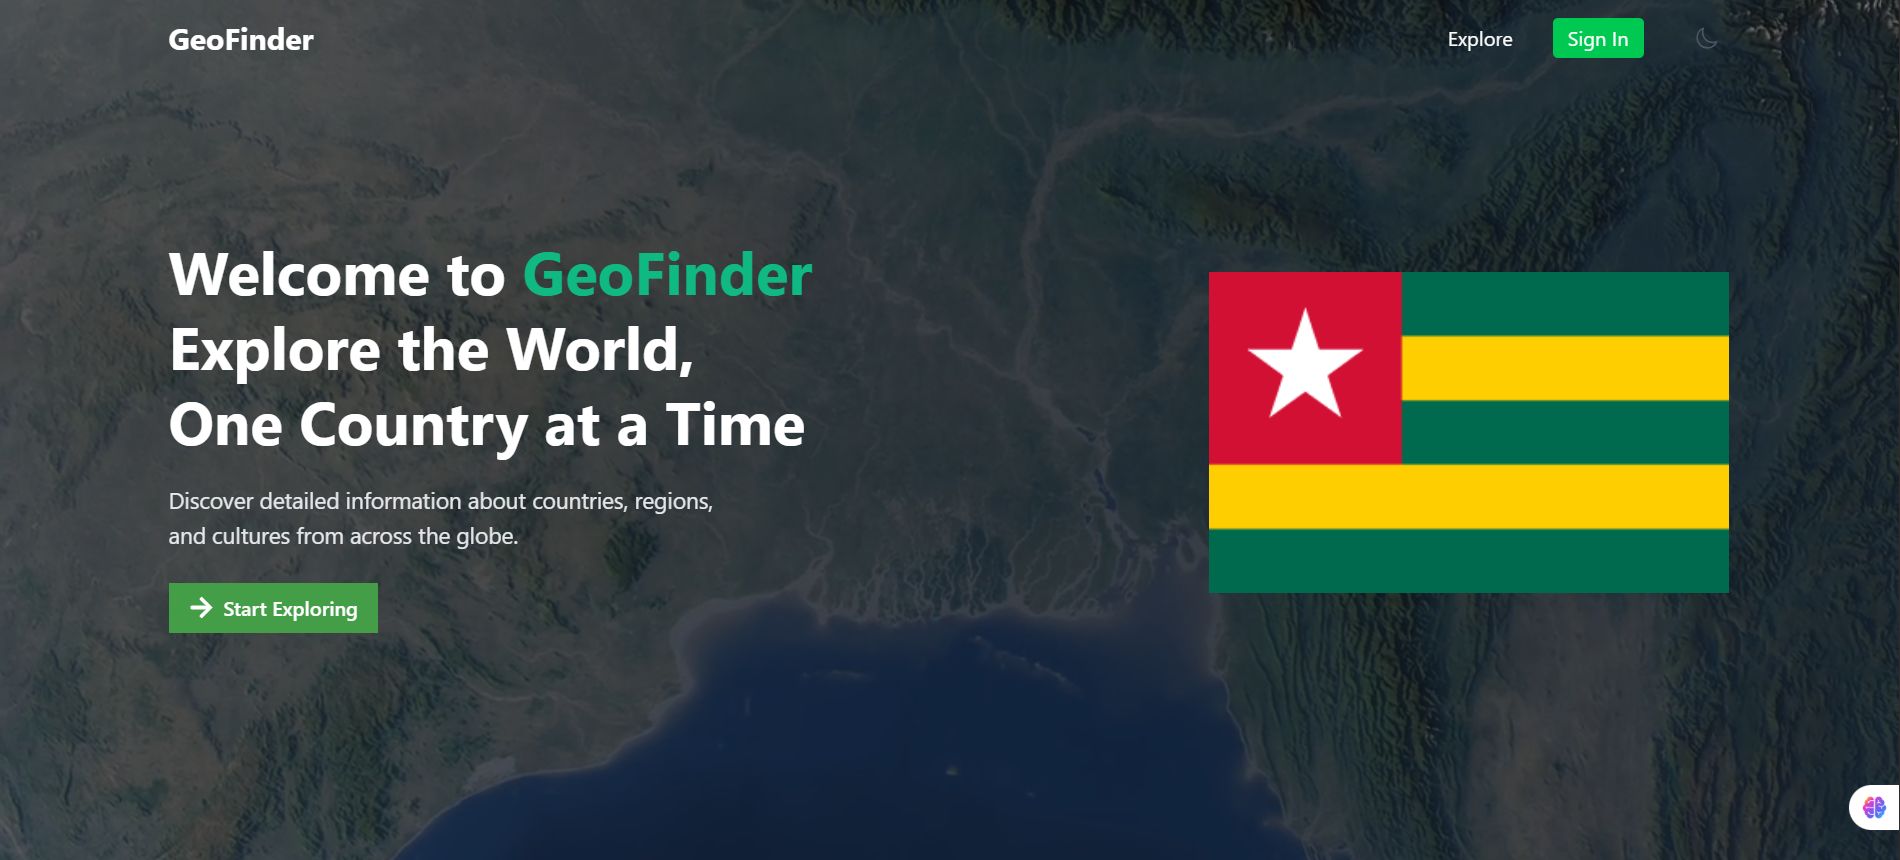 GeoFinder
Explore
Sign In
Welcome to GeoFinder
Explore the World,
One Country at a Time
Discover detailed information about countries, regions,
and cultures from across the globe.
Start Exploring